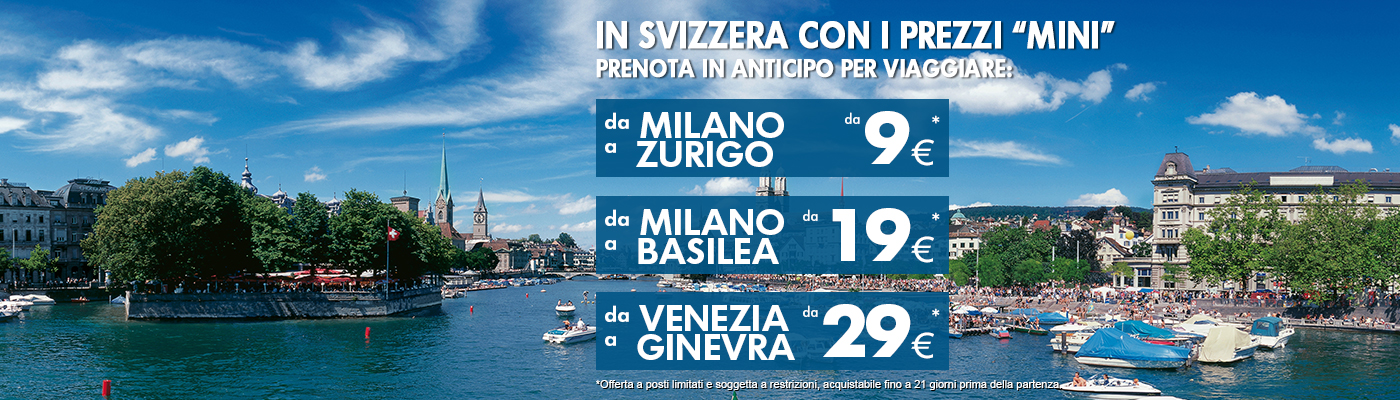 IN SVIZZERA CON I PREZZI “MINI”
PRENOTA IN ANTICIPO PER VIAGGIARE:
da MILANO da 9 €*
a ZURIGO
da MILANO da 19 €*
a BASILEA
da VENEZIA da 29 €*
a GINEVRA
*Offerta a posti limitati e soggetta a restrizioni, acquistabile fino a 21 giorni prima della partenza.